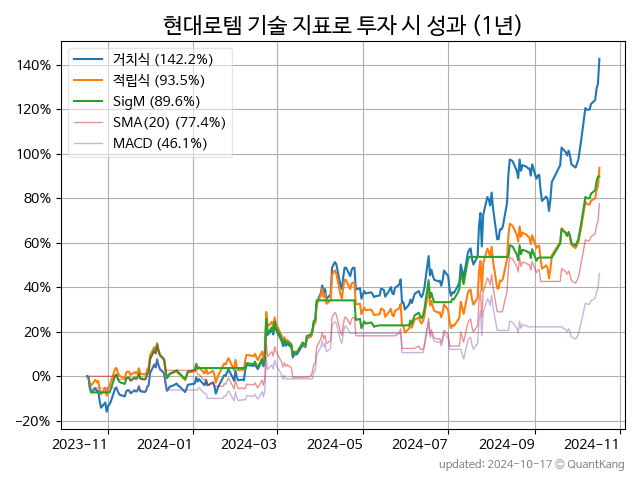 현대로템 기술 지표로 투자 시 성과 (1년)
거치식 (142.2%)
적립식 (93.5%)
SigM (89.6%)
SMA(20) (77.4%)
MACD (46.1%)
140%
120%
100%
80%
60%
40%
20%
0%
−20%
2023-11 2024-01 2024-03 2024-05 2024-07 2024-09 2024-11
updated: 2024-10-17 © QuantKang